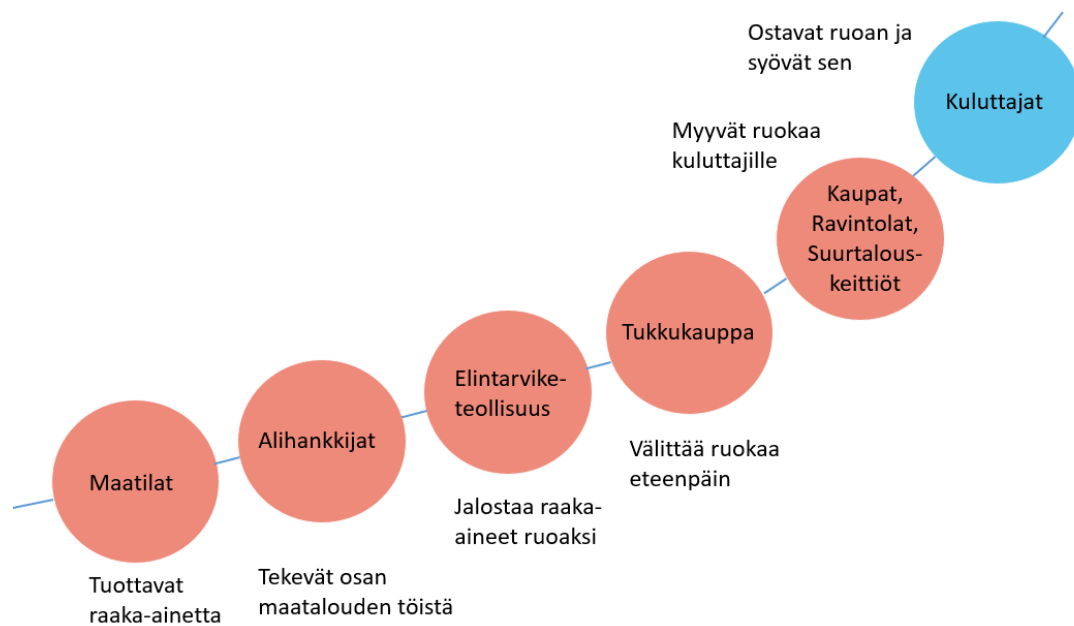 Maatilat
Tuottavat
raaka-ainetta
Alihankkijat
Tekevät osan
maatalouden töistä
Elintarvike-
teollisuus
Jalostaa raaka-
aineet ruoaksi
Tukkukauppa
Välittää ruokaa
eteenpäin
Kaupat,
Ravintolat,
Suurtalous-
keittiöt
Myyvät ruokaa
kuluttajille
Kuluttajat
Ostavat ruoan ja
syövät sen